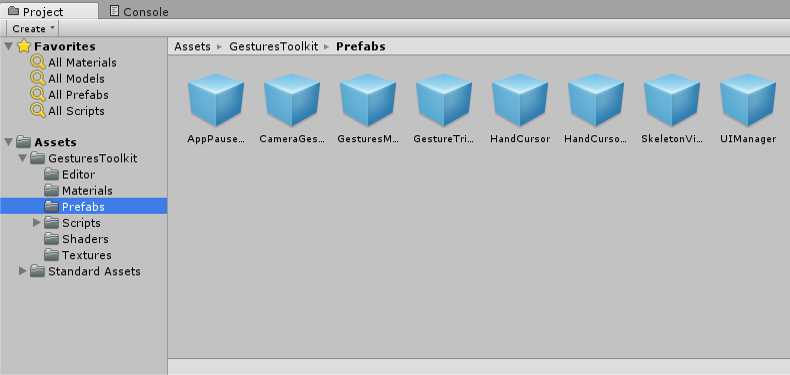 Project
Console
Create
Favorites
All Materials
All Models
All Prefabs
All Scripts
Assets
GesturesToolkit
Editor
Materials
Prefabs
Scripts
Shaders
Textures
Standard Assets
Assets ▸ GesturesToolkit ▸ Prefabs
AppPause... CameraGes... GesturesM... GestureTri... HandCursor HandCurso... SkeletonVi... UIManager